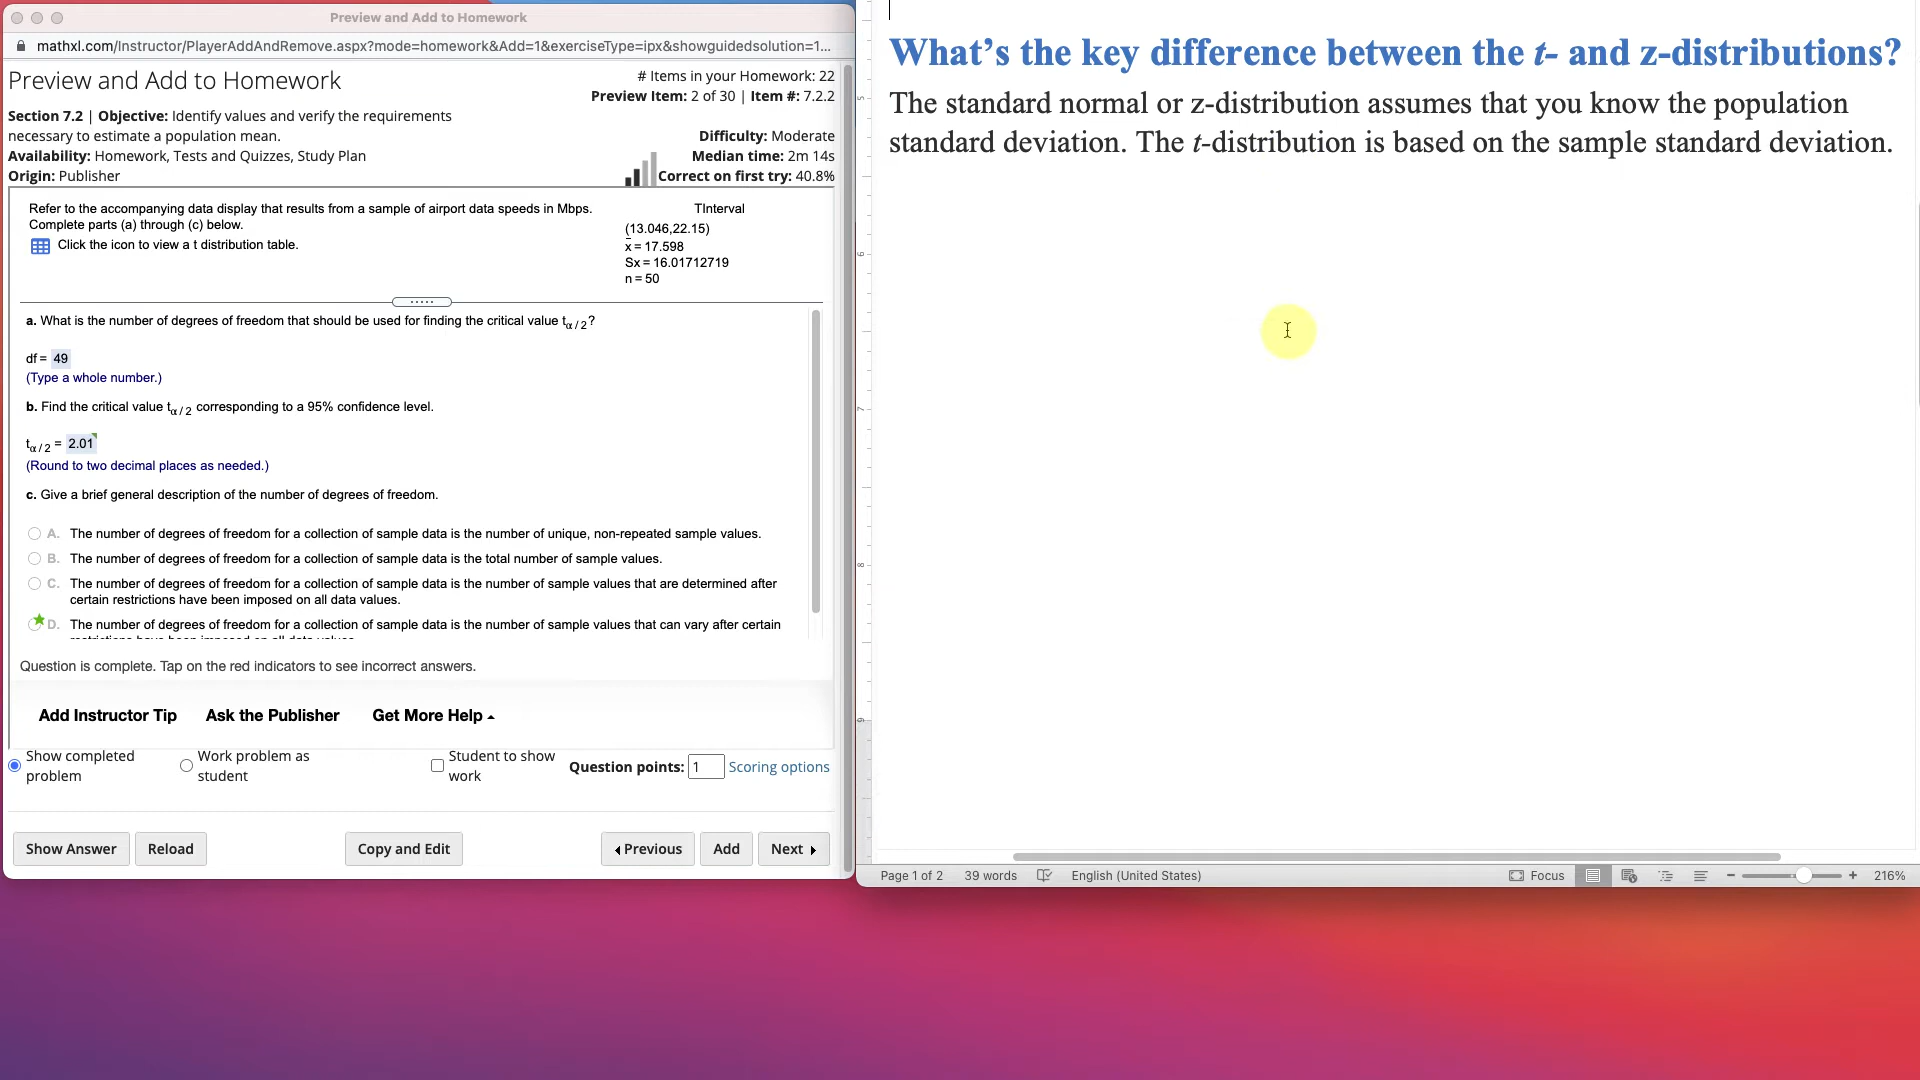 Preview and Add to Homework
mathxl.com/Instructor/PlayerAddAndRemove.aspx?mode=homework&Add=1&exerciseType=ipx&showguidedsolution=1...
Preview and Add to Homework
# Items in your Homework: 22
Preview Item: 2 of 30 | Item #: 7.2.2
Section 7.2 | Objective: Identify values and verify the requirements
necessary to estimate a population mean.
Difficulty: Moderate
Availability: Homework, Tests and Quizzes, Study Plan
Median time: 2m 14s
Origin: Publisher
Correct on first try: 40.8%
Refer to the accompanying data display that results from a sample of airport data speeds in Mbps.
Complete parts (a) through (c) below.
Click the icon to view a t distribution table.
TInterval
(13.046,22.15)
x̄ = 17.598
Sx = 16.01712719
n = 50
a. What is the number of degrees of freedom that should be used for finding the critical value tα/2?
df = 49
(Type a whole number.)
b. Find the critical value tα/2 corresponding to a 95% confidence level.
tα/2 = 2.01
(Round to two decimal places as needed.)
c. Give a brief general description of the number of degrees of freedom.
A. The number of degrees of freedom for a collection of sample data is the number of unique, non-repeated sample values.
B. The number of degrees of freedom for a collection of sample data is the total number of sample values.
C. The number of degrees of freedom for a collection of sample data is the number of sample values that are determined after
certain restrictions have been imposed on all data values.
D. The number of degrees of freedom for a collection of sample data is the number of sample values that can vary after certain
restrictions have been imposed on all data values.
Question is complete. Tap on the red indicators to see incorrect answers.
Add Instructor Tip Ask the Publisher Get More Help
Show completed
problem
Work problem as
student
Student to show
work
Question points: 1 Scoring options
Show Answer Reload Copy and Edit Previous Add Next
What's the key difference between the t- and z-distributions?
The standard normal or z-distribution assumes that you know the population
standard deviation. The t-distribution is based on the sample standard deviation.
5
6
7
8
9
Page 1 of 2 39 words English (United States) Focus 216%